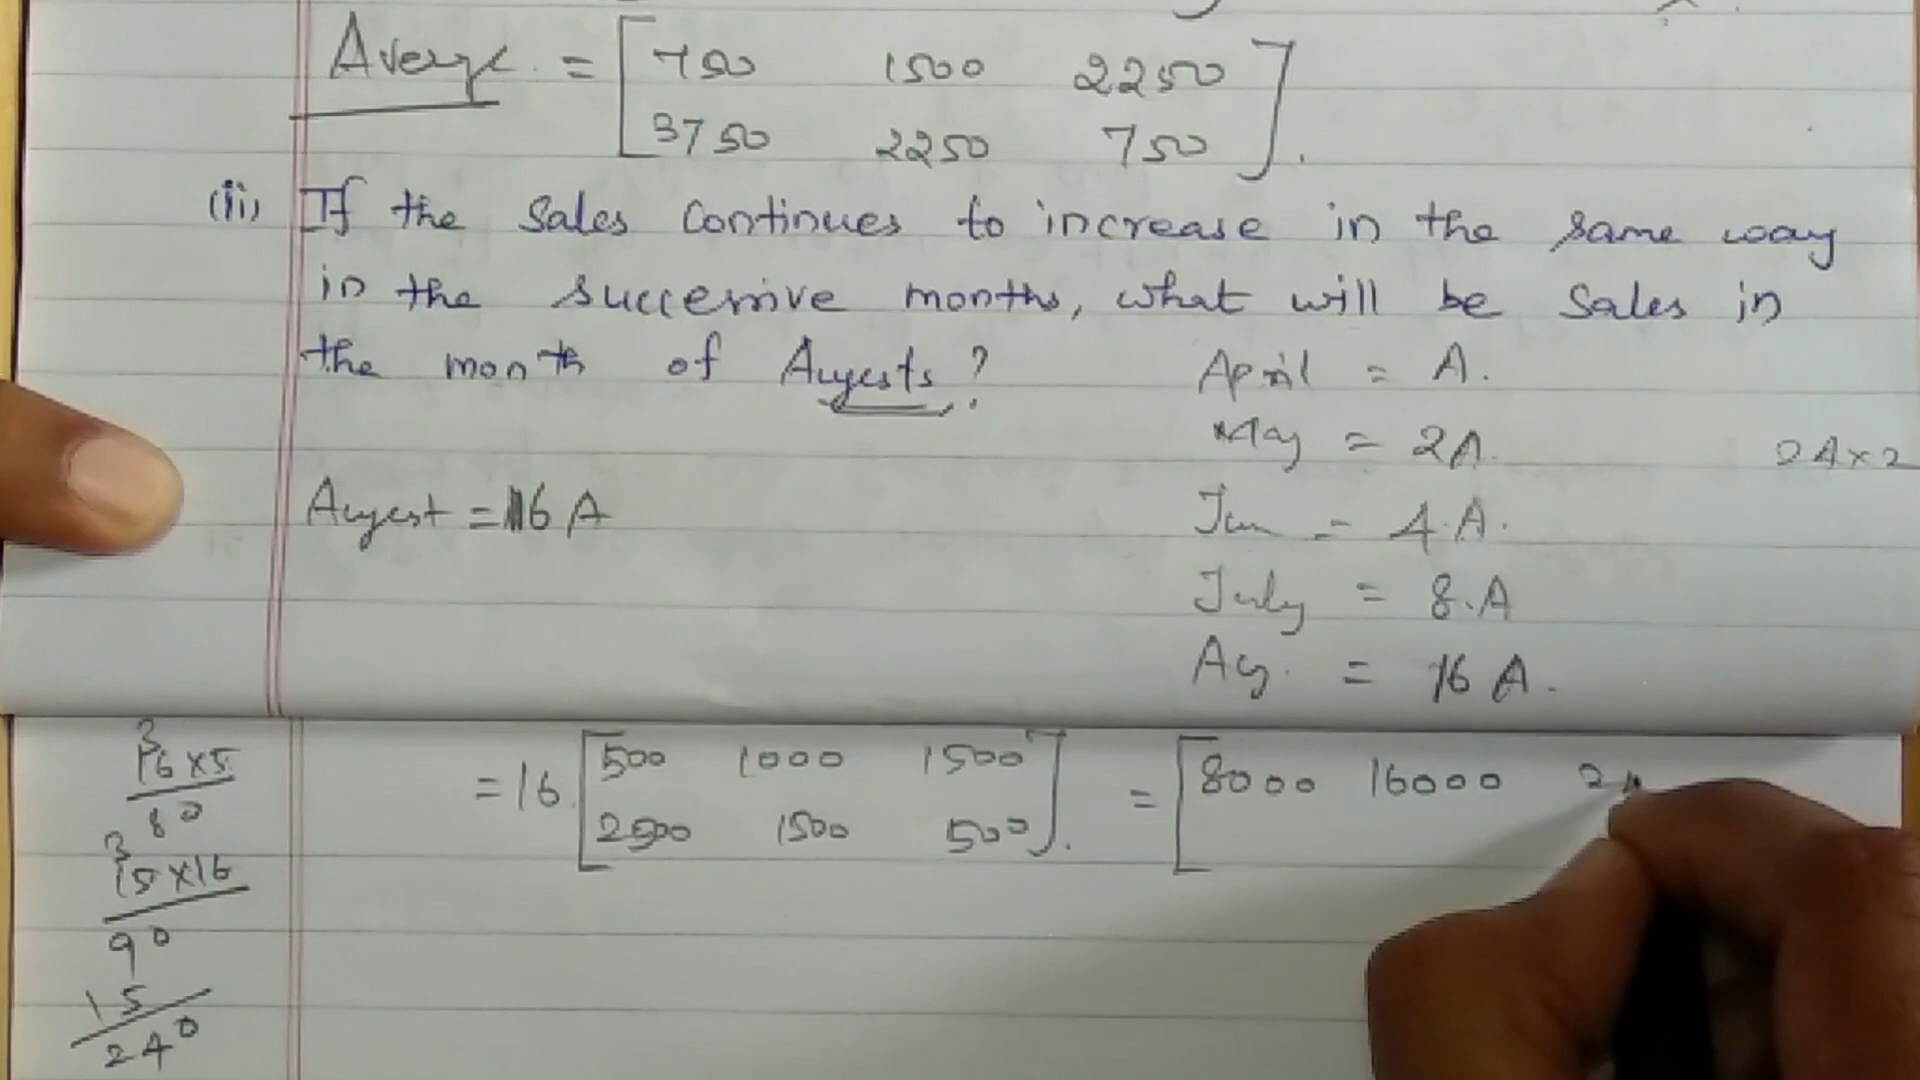 Average = [ 750 1500 2250
3750 2250 750 ].
(ii) If the sales continues to increase in the same way
in the successive months, what will be sales in
the month of Augests?
April = A.
May = 2A. 2A×2
Jun = 4A.
August = 16A
July = 8.A
Aug. = 16A.
16×5
80
15×16
90
15
240
= 16. [ 500 1000 1500
2500 1500 500 ]. = [ 8000 16000 24